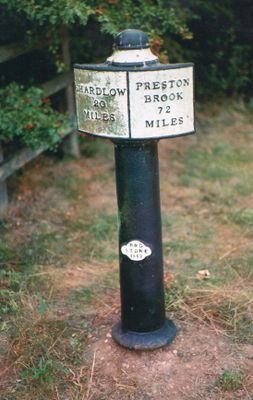 SHARDLOW
20
MILES
PRESTON
BROOK
72
MILES
R & D
STONE